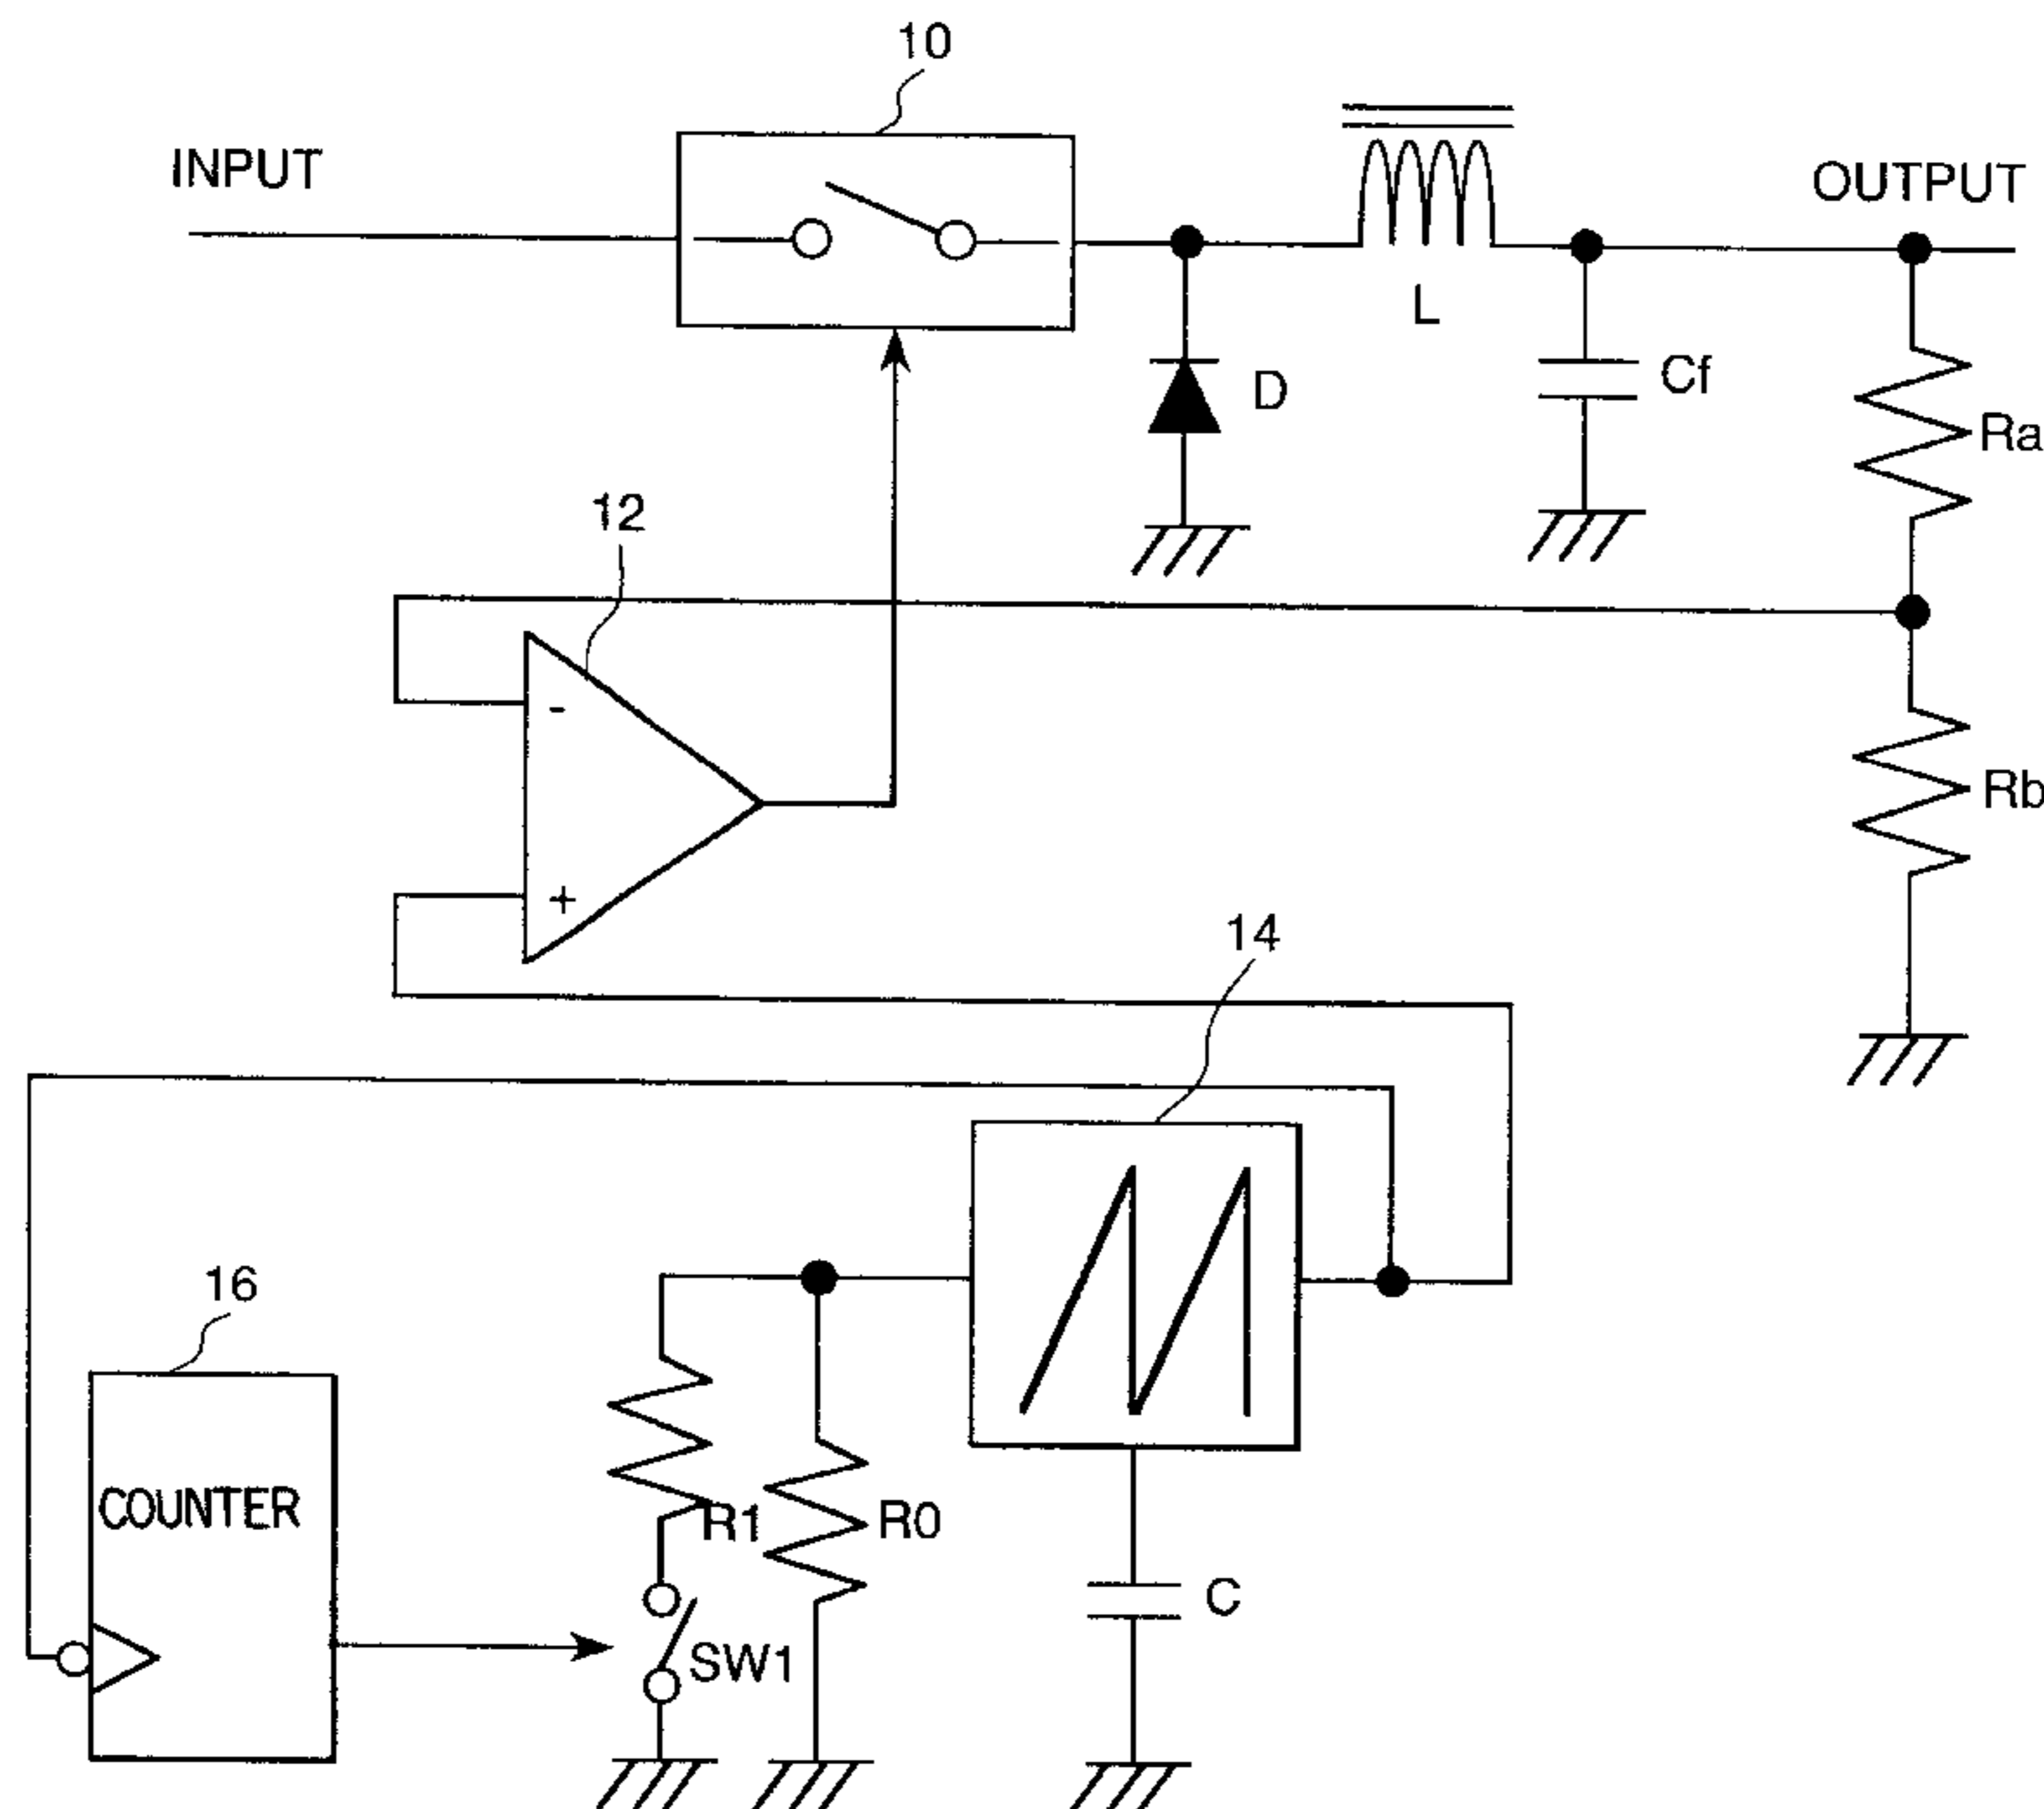 10
INPUT
OUTPUT
L
D
Cf
Ra
12
-
Rb
+
14
16
COUNTER
R1
R0
C
SW1